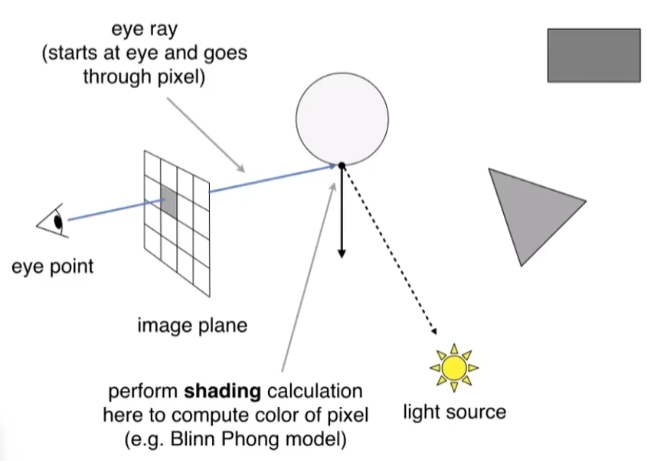 eye ray
(starts at eye and goes
through pixel)
eye point
image plane
perform shading calculation
here to compute color of pixel
(e.g. Blinn Phong model)
light source